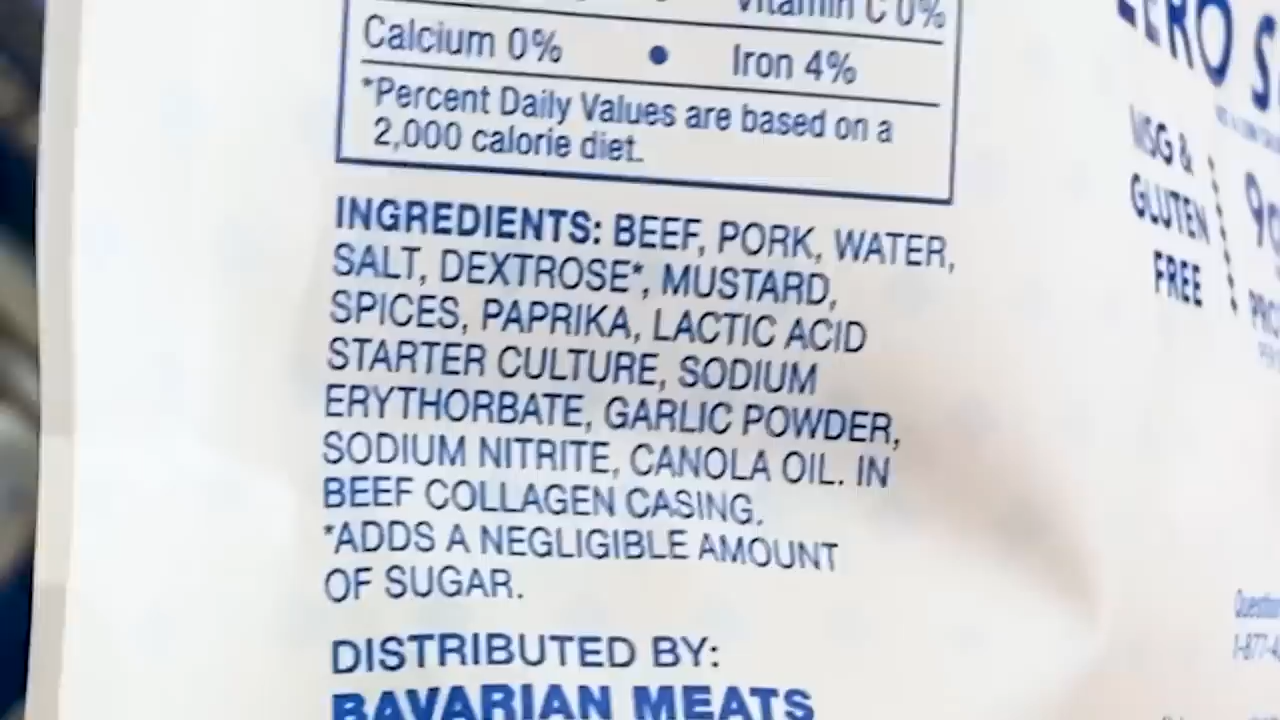 Vitamin C 0%
Calcium 0% • Iron 4%
*Percent Daily Values are based on a
2,000 calorie diet.
INGREDIENTS: BEEF, PORK, WATER,
SALT, DEXTROSE*, MUSTARD,
SPICES, PAPRIKA, LACTIC ACID
STARTER CULTURE, SODIUM
ERYTHORBATE, GARLIC POWDER,
SODIUM NITRITE, CANOLA OIL. IN
BEEF COLLAGEN CASING.
*ADDS A NEGLIGIBLE AMOUNT
OF SUGAR.
DISTRIBUTED BY:
BAVARIAN MEATS
ZERO
MSG &
GLUTEN
FREE